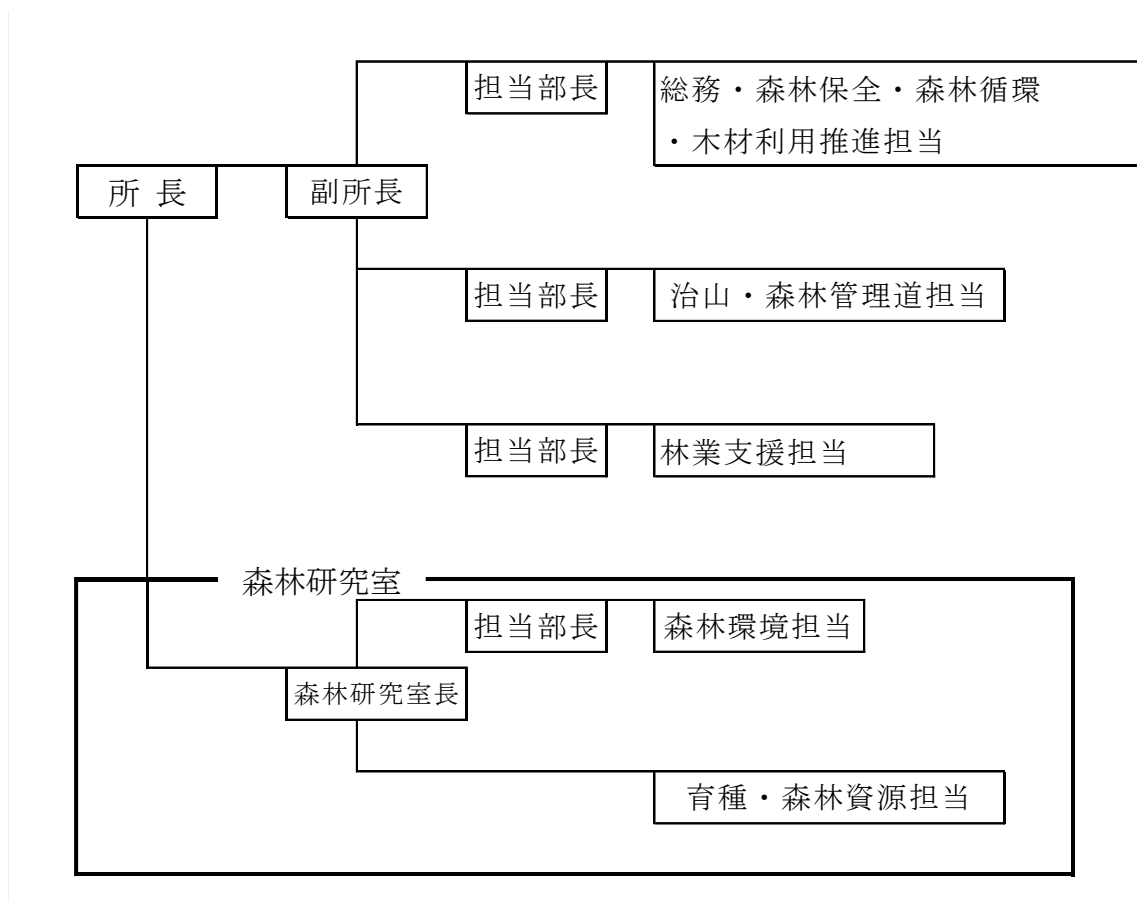 担当部長
総務・森林保全・森林循環
・木材利用推進担当
所 長
副所長
担当部長
治山・森林管理道担当
担当部長
林業支援担当
森林研究室
担当部長
森林環境担当
森林研究室長
育種・森林資源担当